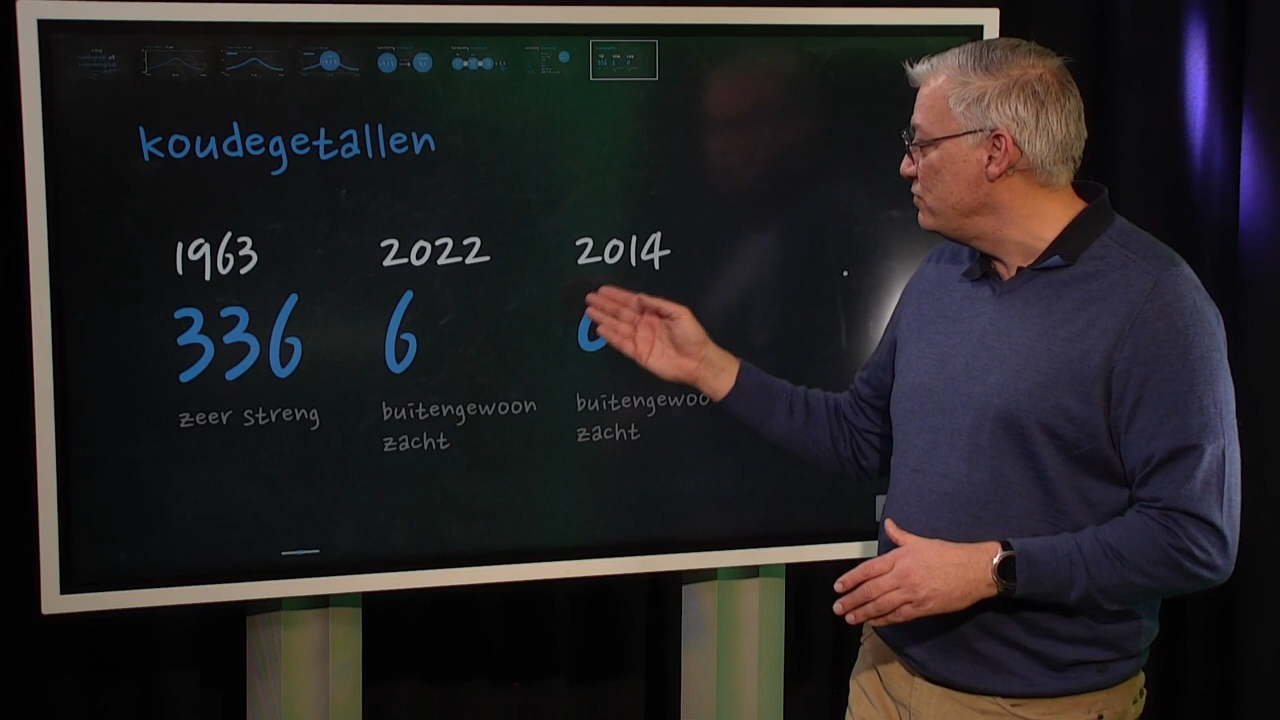 koudegetallen
1963 2022 2014
336 6
zeer streng buitengewoon
zacht
zacht